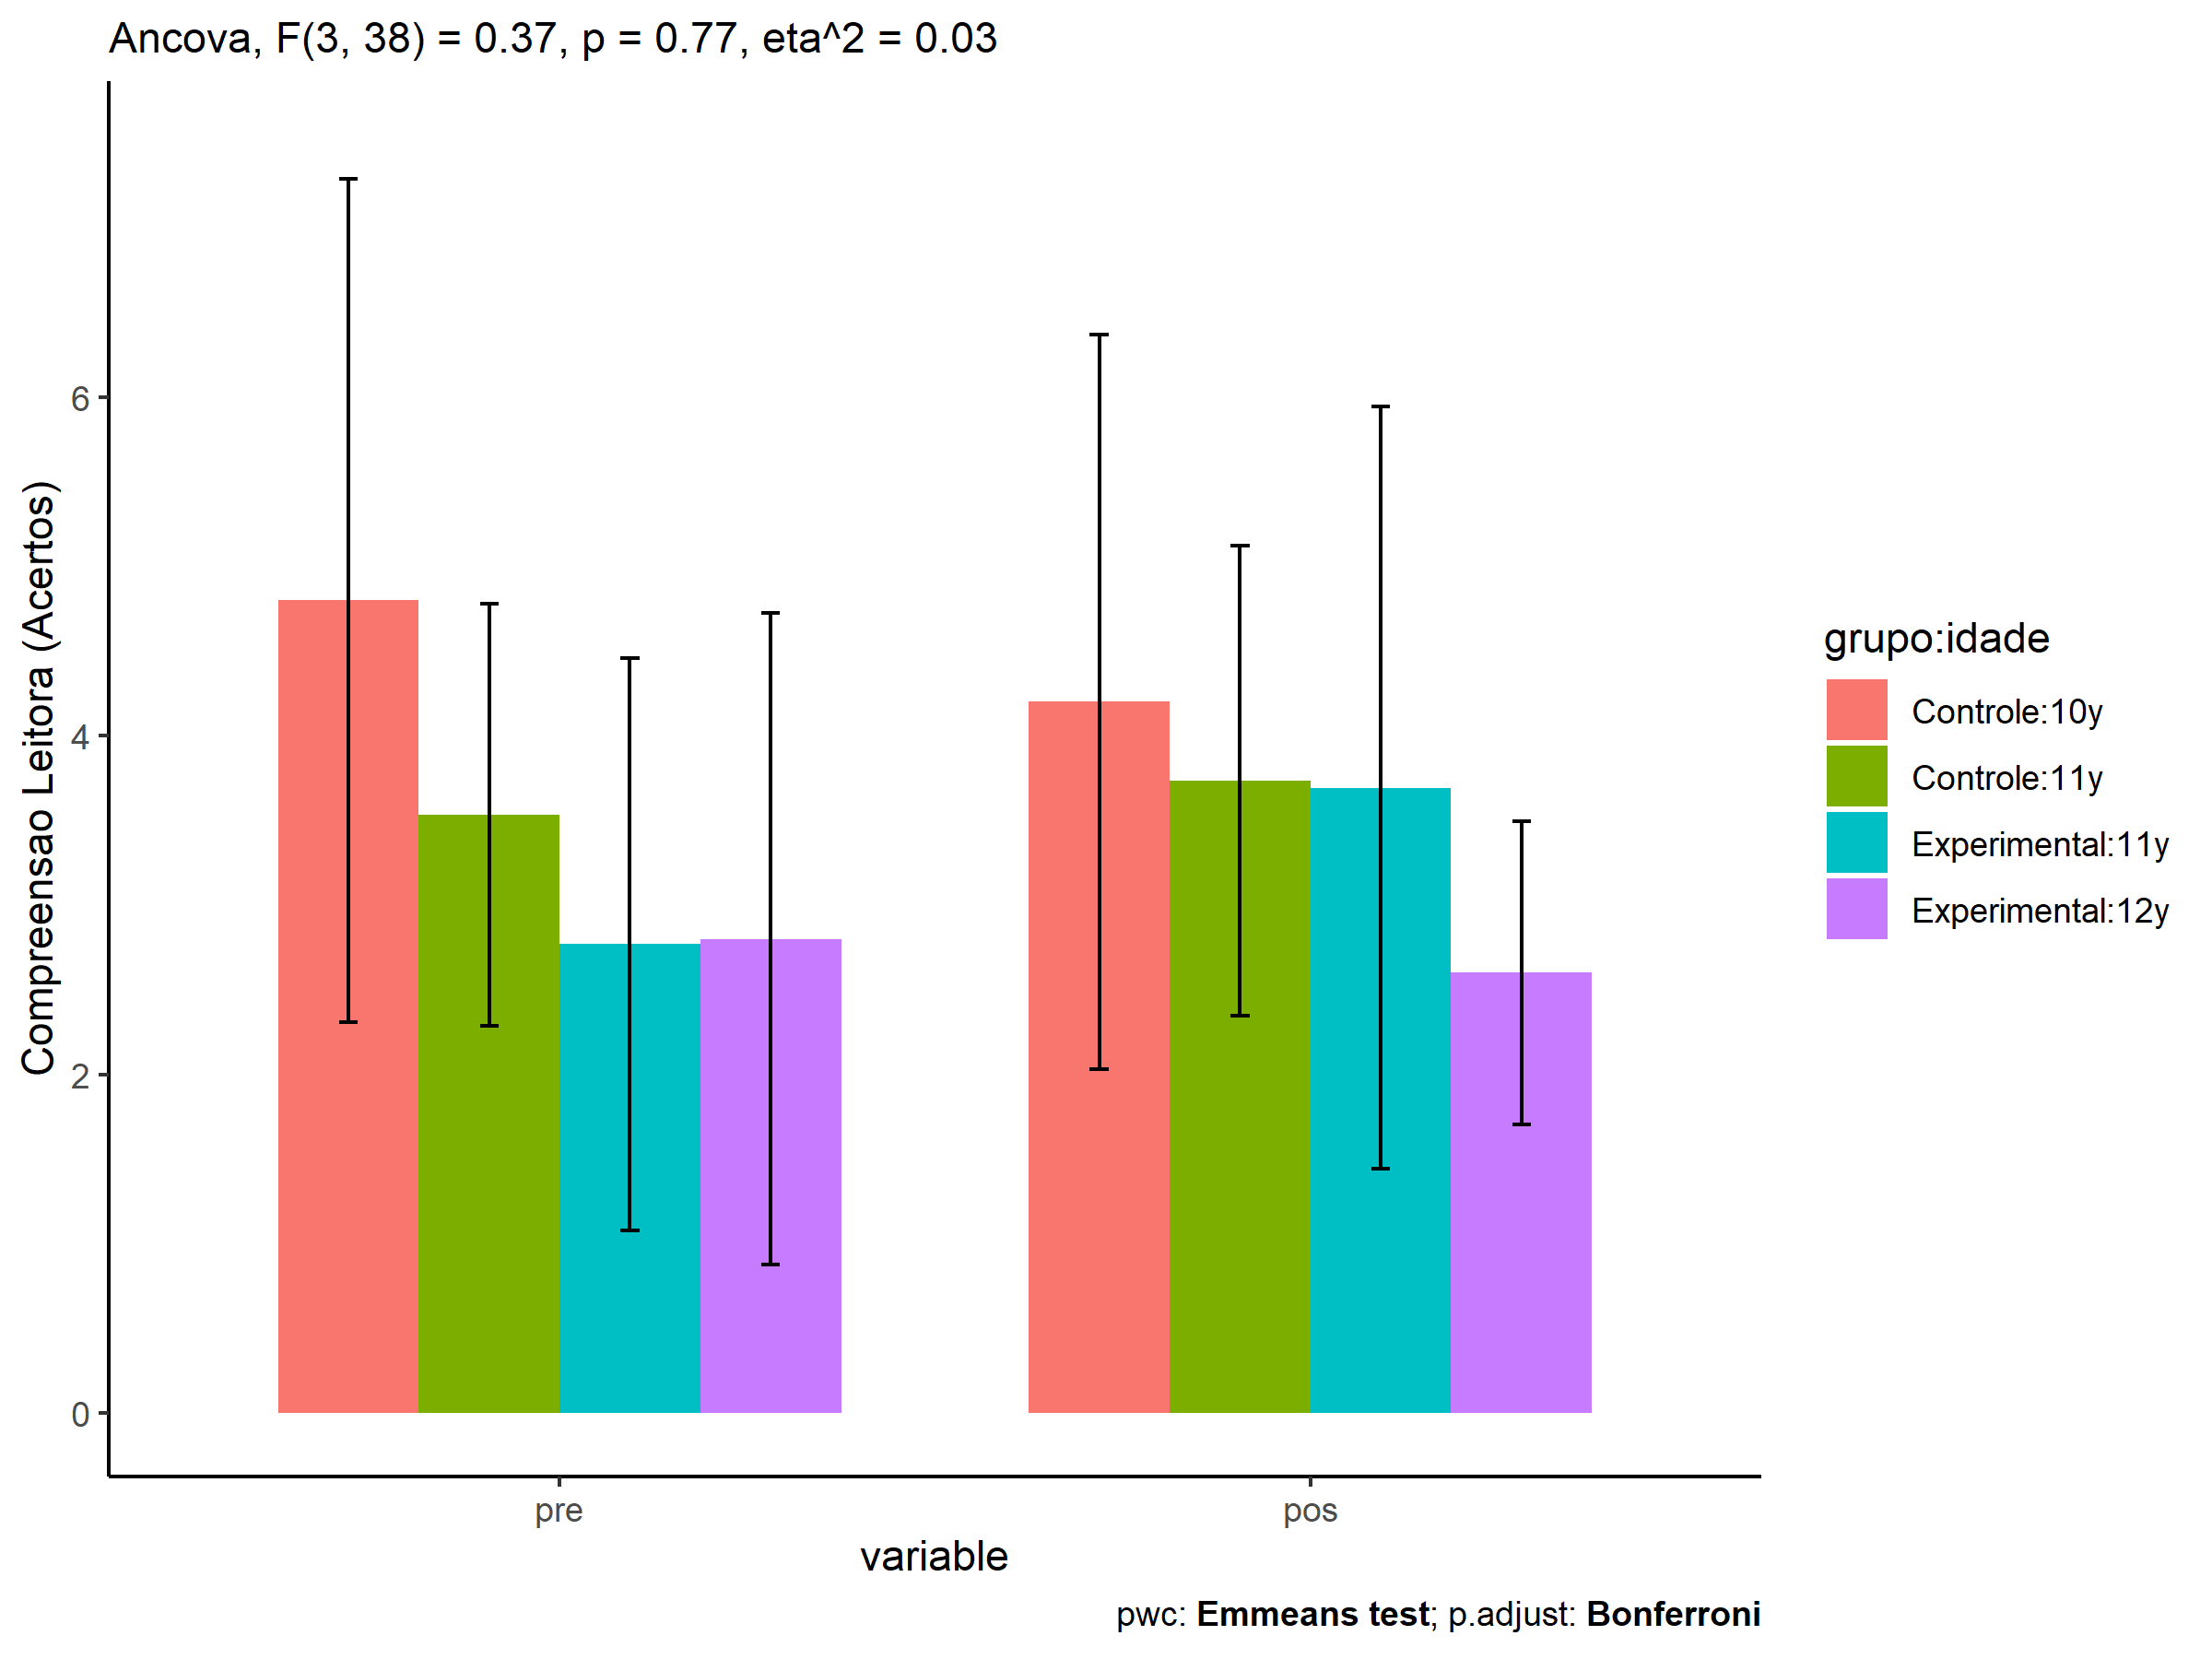 Ancova, F(3, 38) = 0.37, p = 0.77, eta^2 = 0.03
Compreensao Leitora (Acertos)
6
4
2
0
pre
pos
variable
grupo:idade
Controle:10y
Controle:11y
Experimental:11y
Experimental:12y
pwc: Emmeans test; p.adjust: Bonferroni